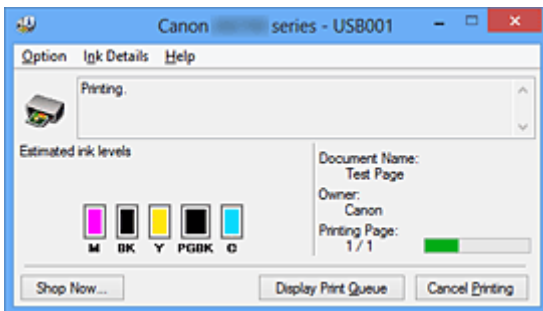 Canon series - USB001
Option Ink Details Help
Printing.
Estimated ink levels
Document Name:
Test Page
Owner:
Canon
Printing Page:
1 / 1
M BK Y PGBK C
Shop Now... Display Print Queue Cancel Printing